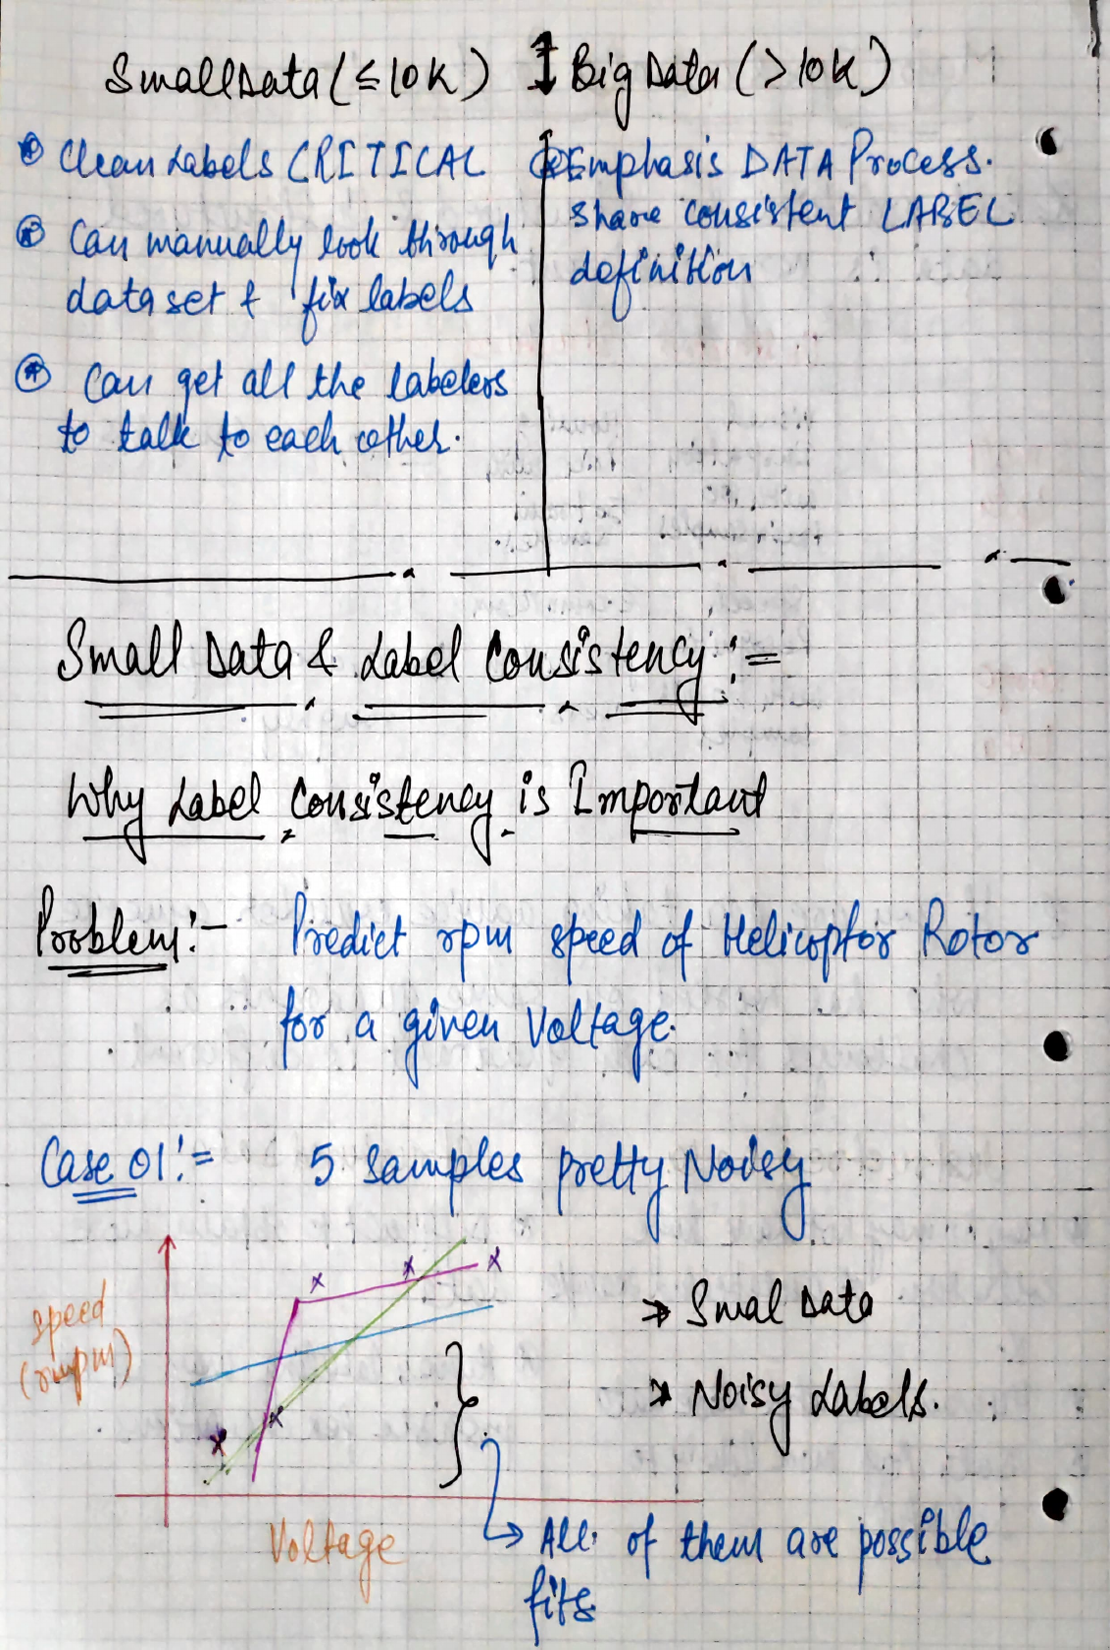 Small Data (≤10K)
Big Data (>10K)
Clean Labels CRITICAL
Can manually look through
dataset & fix labels
Can get all the labelers
to talk to each other.
Emphasis DATA Process.
share consistent LABEL
definition
Small Data & Label Consistency:=
Why Label Consistency is Important
Problem:- Predict rpm speed of Helicoptor Rotor
for a given Voltage.
Case 01:= 5 Samples pretty Noisy
speed
Voltage
→ Smal Data
→ Noisy Labels.
→ All of them are possible
fits